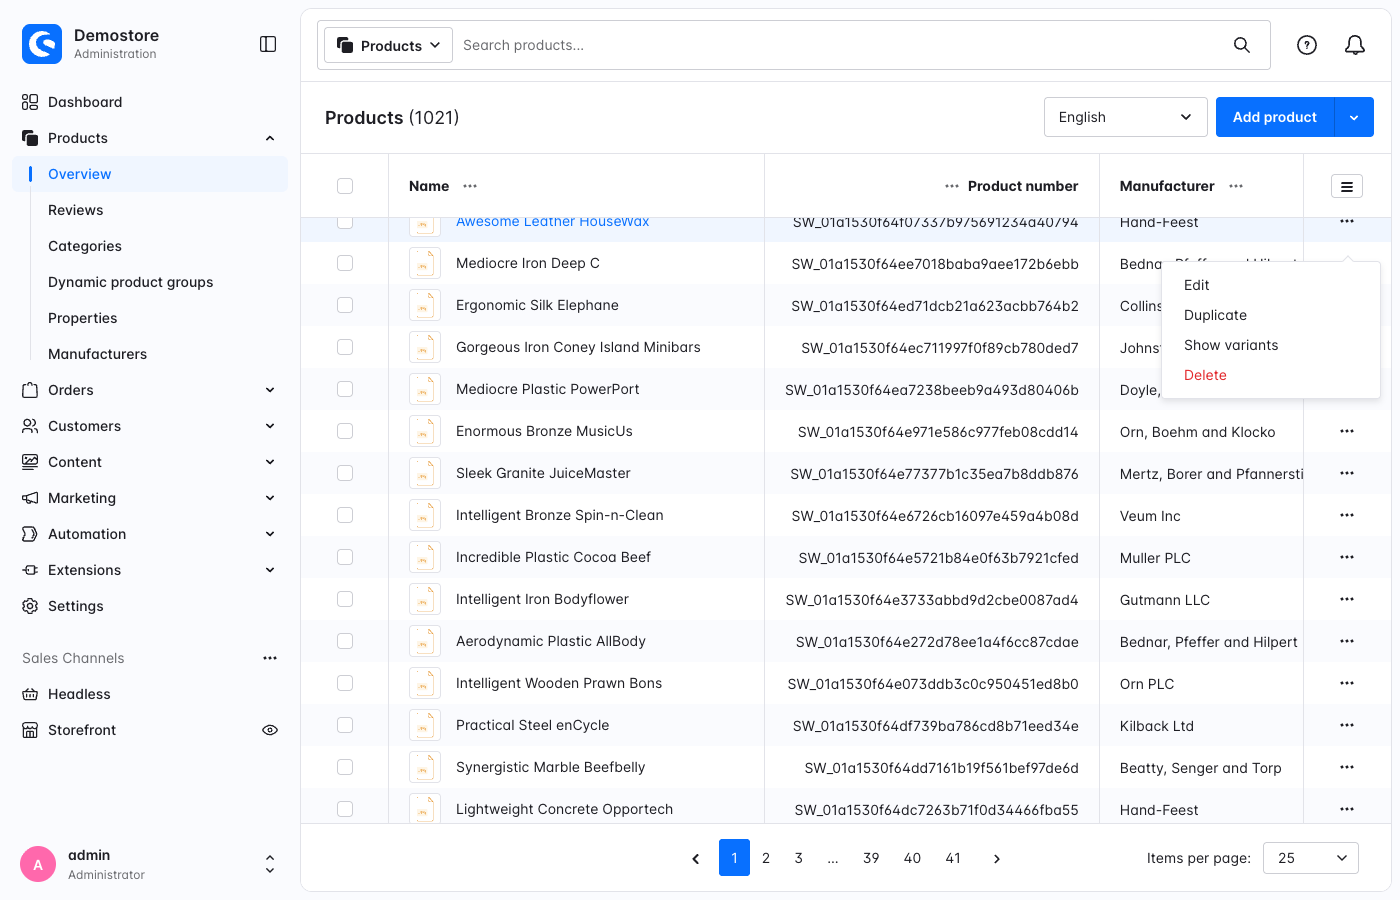 Demostore
Administration
Products
Search products...
Dashboard
Products
Overview
Reviews
Categories
Dynamic product groups
Properties
Manufacturers
Orders
Customers
Content
Marketing
Automation
Extensions
Settings
Sales Channels
Headless
Storefront
A
admin
Administrator
Products (1021)
English
Add product
Name
Product number
Manufacturer
Awesome Leather HouseWax SW_01a1530f64f07337b975691234a40794 Hand-Feest
Mediocre Iron Deep C SW_01a1530f64ee7018baba9aee172b6ebb
Ergonomic Silk Elephane SW_01a1530f64ed71dcb21a623acbb764b2 Collins
Gorgeous Iron Coney Island Minibars SW_01a1530f64ec711997f0f89cb780ded7
Mediocre Plastic PowerPort SW_01a1530f64ea7238beeb9a493d80406b Doyle,
Enormous Bronze MusicUs SW_01a1530f64e971e586c977feb08cdd14 Orn, Boehm and Klocko
Sleek Granite JuiceMaster SW_01a1530f64e77377b1c35ea7b8ddb876 Mertz, Borer and Pfannersti
Intelligent Bronze Spin-n-Clean SW_01a1530f64e6726cb16097e459a4b08d Veum Inc
Incredible Plastic Cocoa Beef SW_01a1530f64e5721b84e0f63b7921cfed Muller PLC
Intelligent Iron Bodyflower SW_01a1530f64e3733abbd9d2cbe0087ad4 Gutmann LLC
Aerodynamic Plastic AllBody SW_01a1530f64e272d78ee1a4f6cc87cdae Bednar, Pfeffer and Hilpert
Intelligent Wooden Prawn Bons SW_01a1530f64e073ddb3c0c950451ed8b0 Orn PLC
Practical Steel enCycle SW_01a1530f64df739ba786cd8b71eed34e Kilback Ltd
Synergistic Marble Beefbelly SW_01a1530f64dd7161b19f561bef97de6d Beatty, Senger and Torp
Lightweight Concrete Opportech SW_01a1530f64dc7263b71f0d34466fba55 Hand-Feest
Edit
Duplicate
Show variants
Delete
1 2 3 ... 39 40 41
Items per page: 25